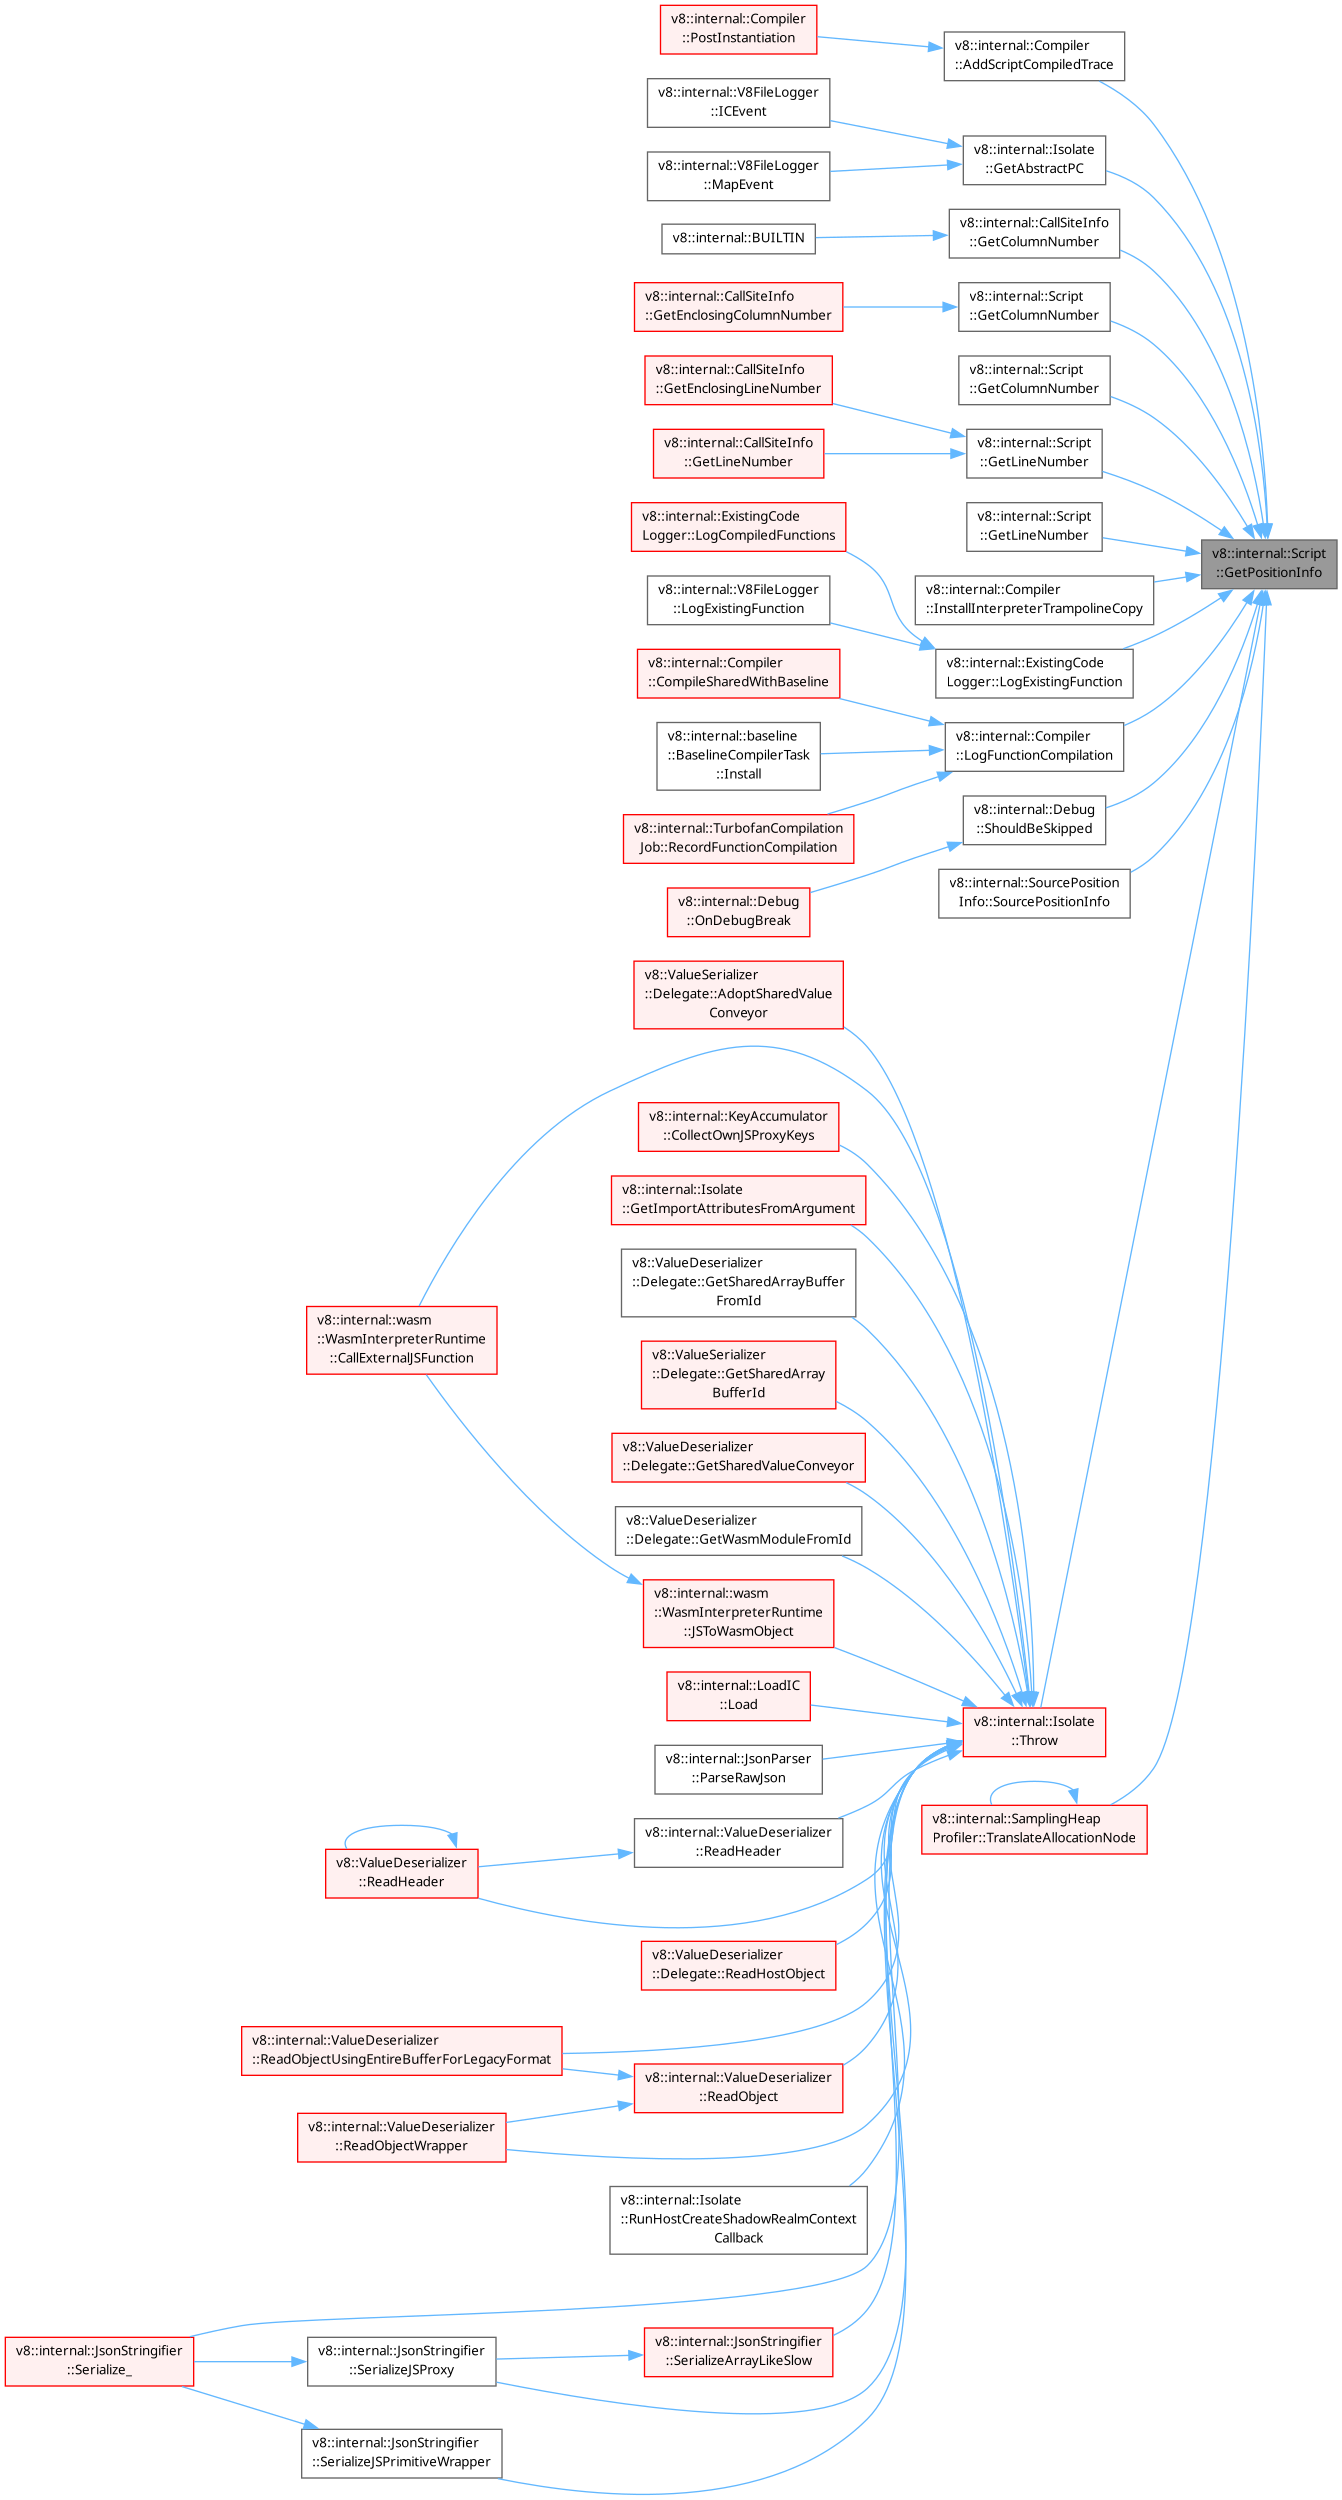 v8::internal::Compiler
::PostInstantiation
v8::internal::Compiler
::AddScriptCompiledTrace
v8::internal::V8FileLogger
::ICEvent
v8::internal::Isolate
::GetAbstractPC
v8::internal::V8FileLogger
::MapEvent
v8::internal::CallSiteInfo
::GetColumnNumber
v8::internal::BUILTIN
v8::internal::CallSiteInfo
::GetEnclosingColumnNumber
v8::internal::Script
::GetColumnNumber
v8::internal::CallSiteInfo
::GetEnclosingLineNumber
v8::internal::Script
::GetColumnNumber
v8::internal::CallSiteInfo
::GetLineNumber
v8::internal::Script
::GetLineNumber
v8::internal::ExistingCode
Logger::LogCompiledFunctions
v8::internal::Script
::GetLineNumber
v8::internal::Script
::GetPositionInfo
v8::internal::V8FileLogger
::LogExistingFunction
v8::internal::Compiler
::InstallInterpreterTrampolineCopy
v8::internal::Compiler
::CompileSharedWithBaseline
v8::internal::ExistingCode
Logger::LogExistingFunction
v8::internal::baseline
::BaselineCompilerTask
::Install
v8::internal::Compiler
::LogFunctionCompilation
v8::internal::TurbofanCompilation
Job::RecordFunctionCompilation
v8::internal::Debug
::ShouldBeSkipped
v8::internal::Debug
::OnDebugBreak
v8::internal::SourcePosition
Info::SourcePositionInfo
v8::ValueSerializer
::Delegate::AdoptSharedValue
Conveyor
v8::internal::KeyAccumulator
::CollectOwnJSProxyKeys
v8::internal::Isolate
::GetImportAttributesFromArgument
v8::ValueDeserializer
::Delegate::GetSharedArrayBuffer
FromId
v8::internal::wasm
::WasmInterpreterRuntime
::CallExternalJSFunction
v8::ValueSerializer
::Delegate::GetSharedArray
BufferId
v8::ValueDeserializer
::Delegate::GetSharedValueConveyor
v8::ValueDeserializer
::Delegate::GetWasmModuleFromId
v8::internal::wasm
::WasmInterpreterRuntime
::JSToWasmObject
v8::internal::LoadIC
::Load
v8::internal::Isolate
::Throw
v8::internal::JsonParser
::ParseRawJson
v8::internal::SamplingHeap
Profiler::TranslateAllocationNode
v8::internal::ValueDeserializer
::ReadHeader
v8::ValueDeserializer
::ReadHeader
v8::ValueDeserializer
::Delegate::ReadHostObject
v8::internal::ValueDeserializer
::ReadObjectUsingEntireBufferForLegacyFormat
v8::internal::ValueDeserializer
::ReadObject
v8::internal::ValueDeserializer
::ReadObjectWrapper
v8::internal::Isolate
::RunHostCreateShadowRealmContext
Callback
v8::internal::JsonStringifier
::SerializeArrayLikeSlow
v8::internal::JsonStringifier
::Serialize_
v8::internal::JsonStringifier
::SerializeJSProxy
v8::internal::JsonStringifier
::SerializeJSPrimitiveWrapper